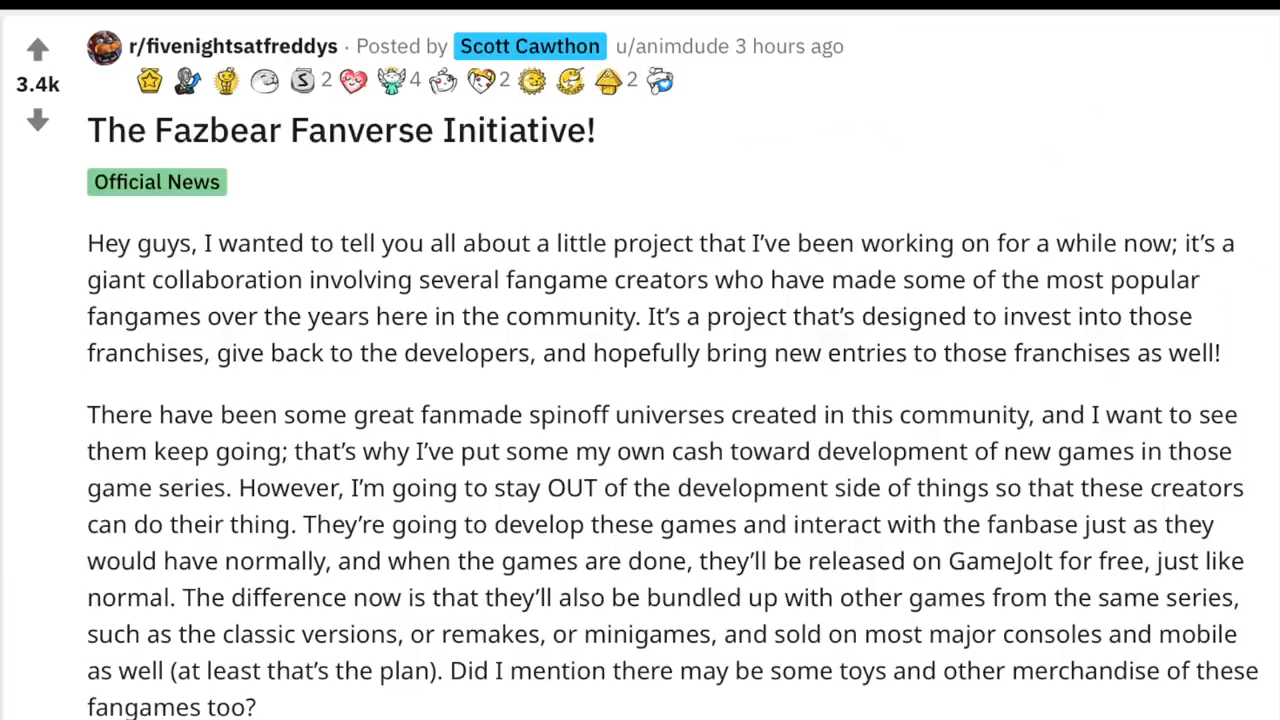 r/fivenightsatfreddys · Posted by Scott Cawthon u/animdude 3 hours ago
3.4k
S 2 4 2 2
The Fazbear Fanverse Initiative!
Official News
Hey guys, I wanted to tell you all about a little project that I’ve been working on for a while now; it’s a
giant collaboration involving several fangame creators who have made some of the most popular
fangames over the years here in the community. It’s a project that’s designed to invest into those
franchises, give back to the developers, and hopefully bring new entries to those franchises as well!
There have been some great fanmade spinoff universes created in this community, and I want to see
them keep going; that’s why I’ve put some my own cash toward development of new games in those
game series. However, I’m going to stay OUT of the development side of things so that these creators
can do their thing. They’re going to develop these games and interact with the fanbase just as they
would have normally, and when the games are done, they’ll be released on GameJolt for free, just like
normal. The difference now is that they’ll also be bundled up with other games from the same series,
such as the classic versions, or remakes, or minigames, and sold on most major consoles and mobile
as well (at least that’s the plan). Did I mention there may be some toys and other merchandise of these
fangames too?